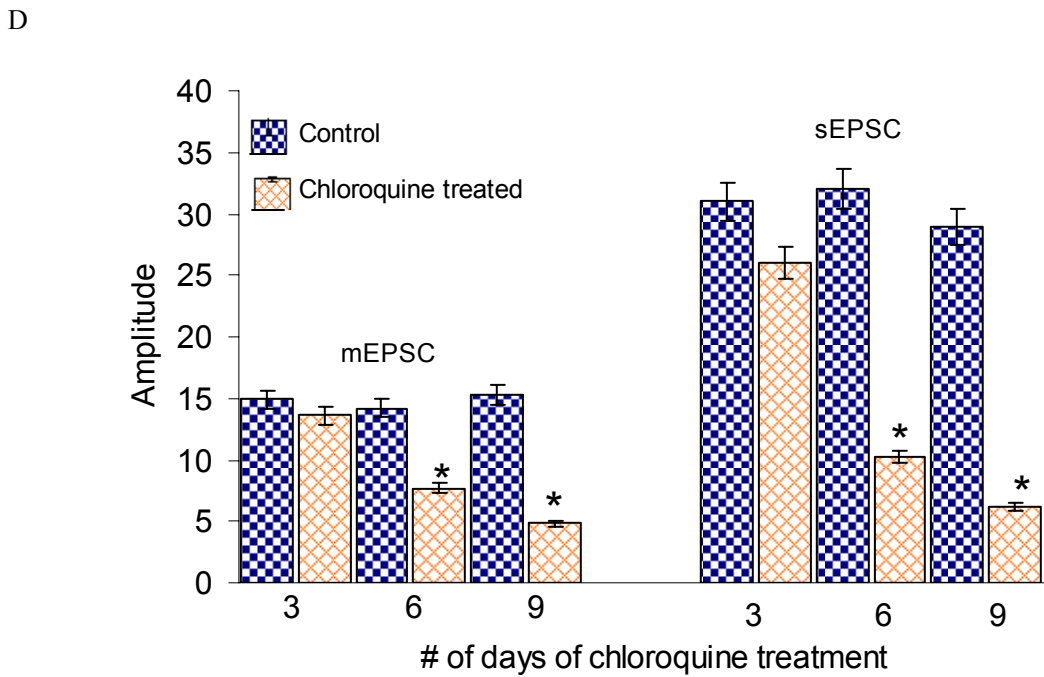 D
40
35
30
25
20
15
10
5
0
Amplitude
Control
Chloroquine treated
mEPSC
sEPSC
*
*
*
*
3 6 9 3 6 9
# of days of chloroquine treatment